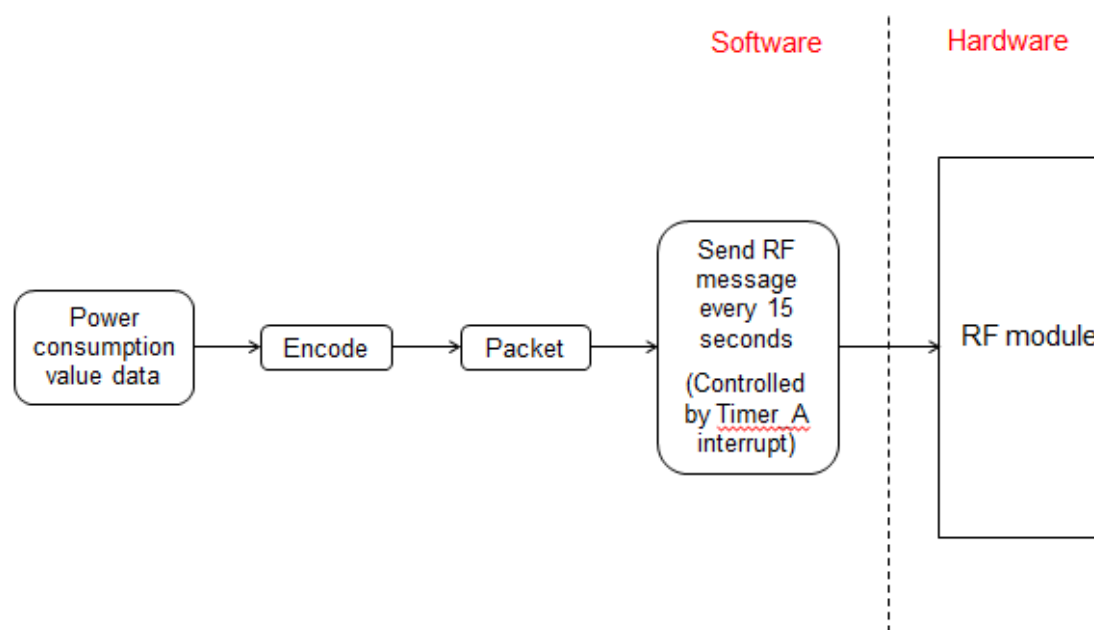 Software
Hardware
Power
consumption
value data
Encode
Packet
Send RF
message
every 15
seconds
(Controlled
by Timer_A
interrupt)
RF module